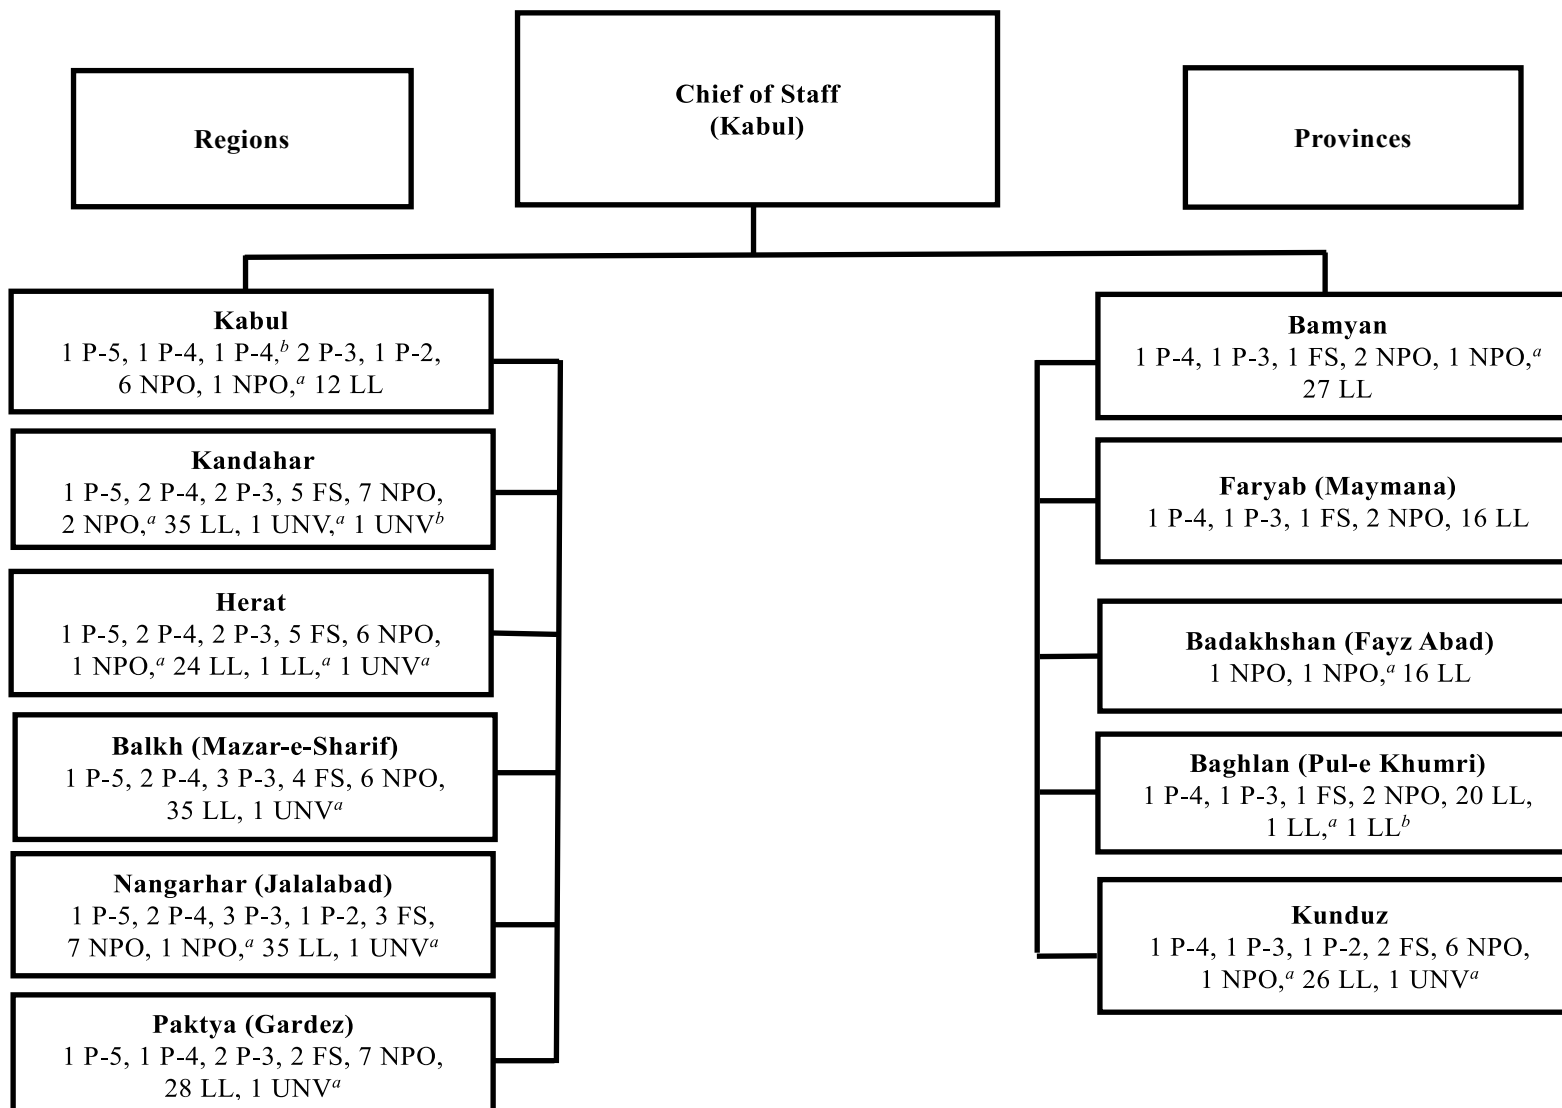 Regions
Chief of Staff
(Kabul)
Provinces
Kabul
1 P-5, 1 P-4, 1 P-4,ᵇ 2 P-3, 1 P-2,
6 NPO, 1 NPO,ᵃ 12 LL
Kandahar
1 P-5, 2 P-4, 2 P-3, 5 FS, 7 NPO,
2 NPO,ᵃ 35 LL, 1 UNV,ᵃ 1 UNVᵇ
Herat
1 P-5, 2 P-4, 2 P-3, 5 FS, 6 NPO,
1 NPO,ᵃ 24 LL, 1 LL,ᵃ 1 UNVᵃ
Balkh (Mazar-e-Sharif)
1 P-5, 2 P-4, 3 P-3, 4 FS, 6 NPO,
35 LL, 1 UNVᵃ
Nangarhar (Jalalabad)
1 P-5, 2 P-4, 3 P-3, 1 P-2, 3 FS,
7 NPO, 1 NPO,ᵃ 35 LL, 1 UNVᵃ
Paktya (Gardez)
1 P-5, 1 P-4, 2 P-3, 2 FS, 7 NPO,
28 LL, 1 UNVᵃ
Bamyan
1 P-4, 1 P-3, 1 FS, 2 NPO, 1 NPO,ᵃ
27 LL
Faryab (Maymana)
1 P-4, 1 P-3, 1 FS, 2 NPO, 16 LL
Badakhshan (Fayz Abad)
1 NPO, 1 NPO,ᵃ 16 LL
Baghlan (Pul-e Khumri)
1 P-4, 1 P-3, 1 FS, 2 NPO, 20 LL,
1 LL,ᵃ 1 LLᵇ
Kunduz
1 P-4, 1 P-3, 1 P-2, 2 FS, 6 NPO,
1 NPO,ᵃ 26 LL, 1 UNVᵃ